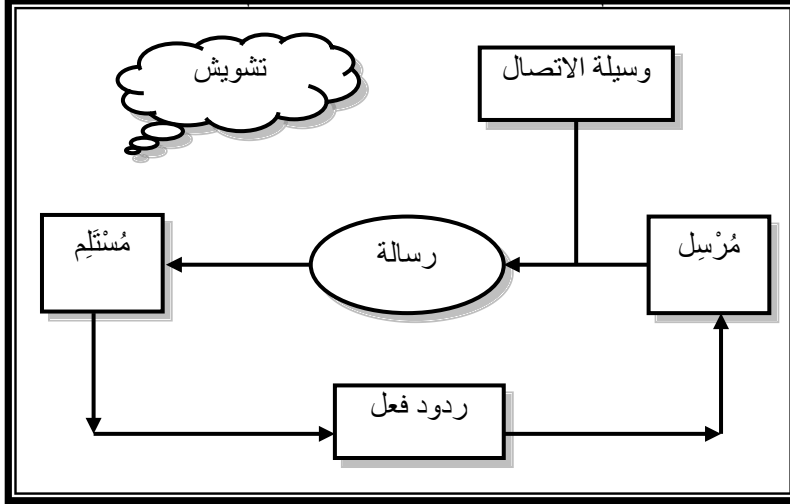 وسيلة الاتصال
تشويش
مُرْسِل
رسالة
مُسْتَلِم
ردود فعل